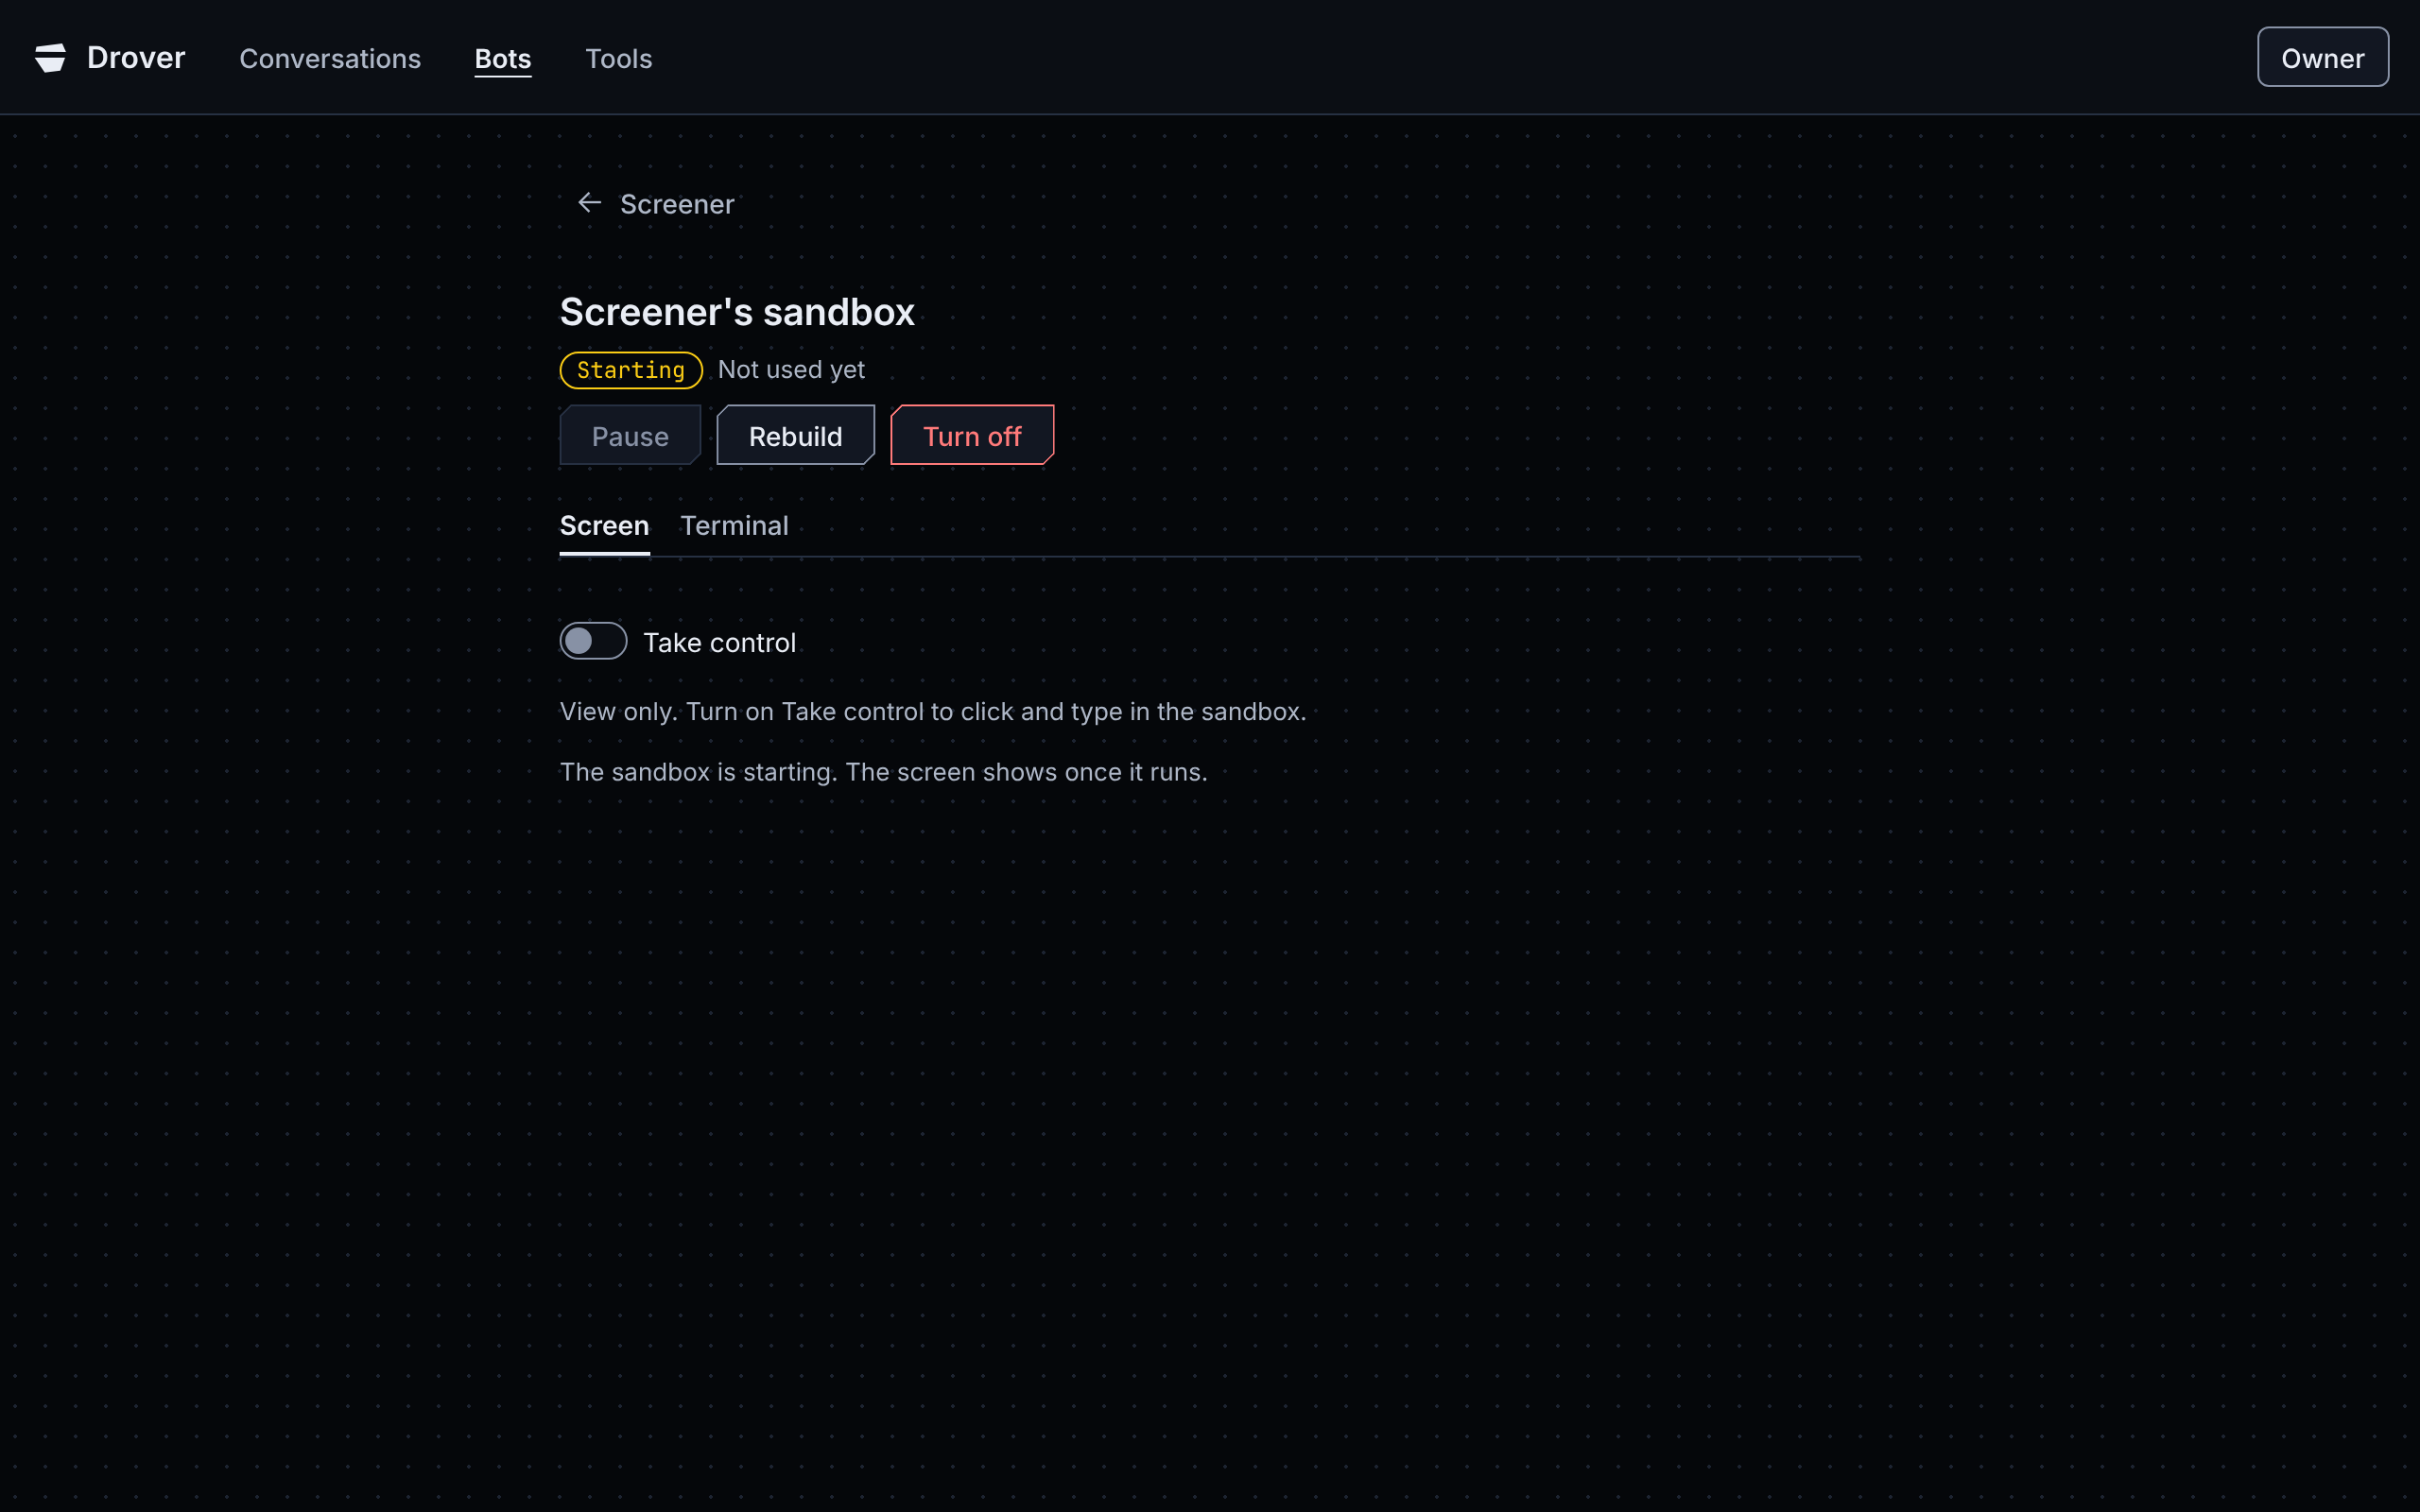 Drover
Conversations
Bots
Tools
Owner
← Screener
Screener's sandbox
Starting
Not used yet
Pause
Rebuild
Turn off
Screen
Terminal
Take control
View only. Turn on Take control to click and type in the sandbox.
The sandbox is starting. The screen shows once it runs.